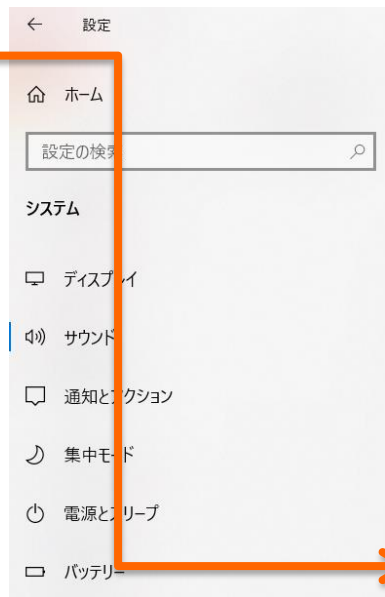 設定
ホーム
設定の検索
システム
ディスプレイ
サウンド
通知とアクション
集中モード
電源とスリープ
バッテリー